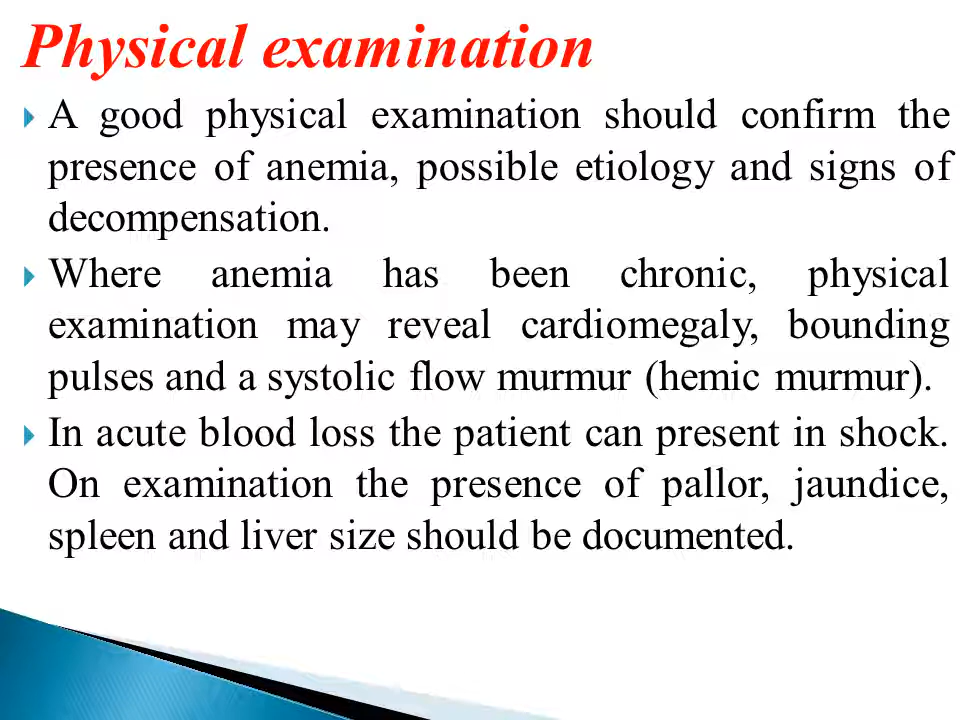 Physical examination
A good physical examination should confirm the
presence of anemia, possible etiology and signs of
decompensation.
Where anemia has been chronic, physical
examination may reveal cardiomegaly, bounding
pulses and a systolic flow murmur (hemic murmur).
In acute blood loss the patient can present in shock.
On examination the presence of pallor, jaundice,
spleen and liver size should be documented.